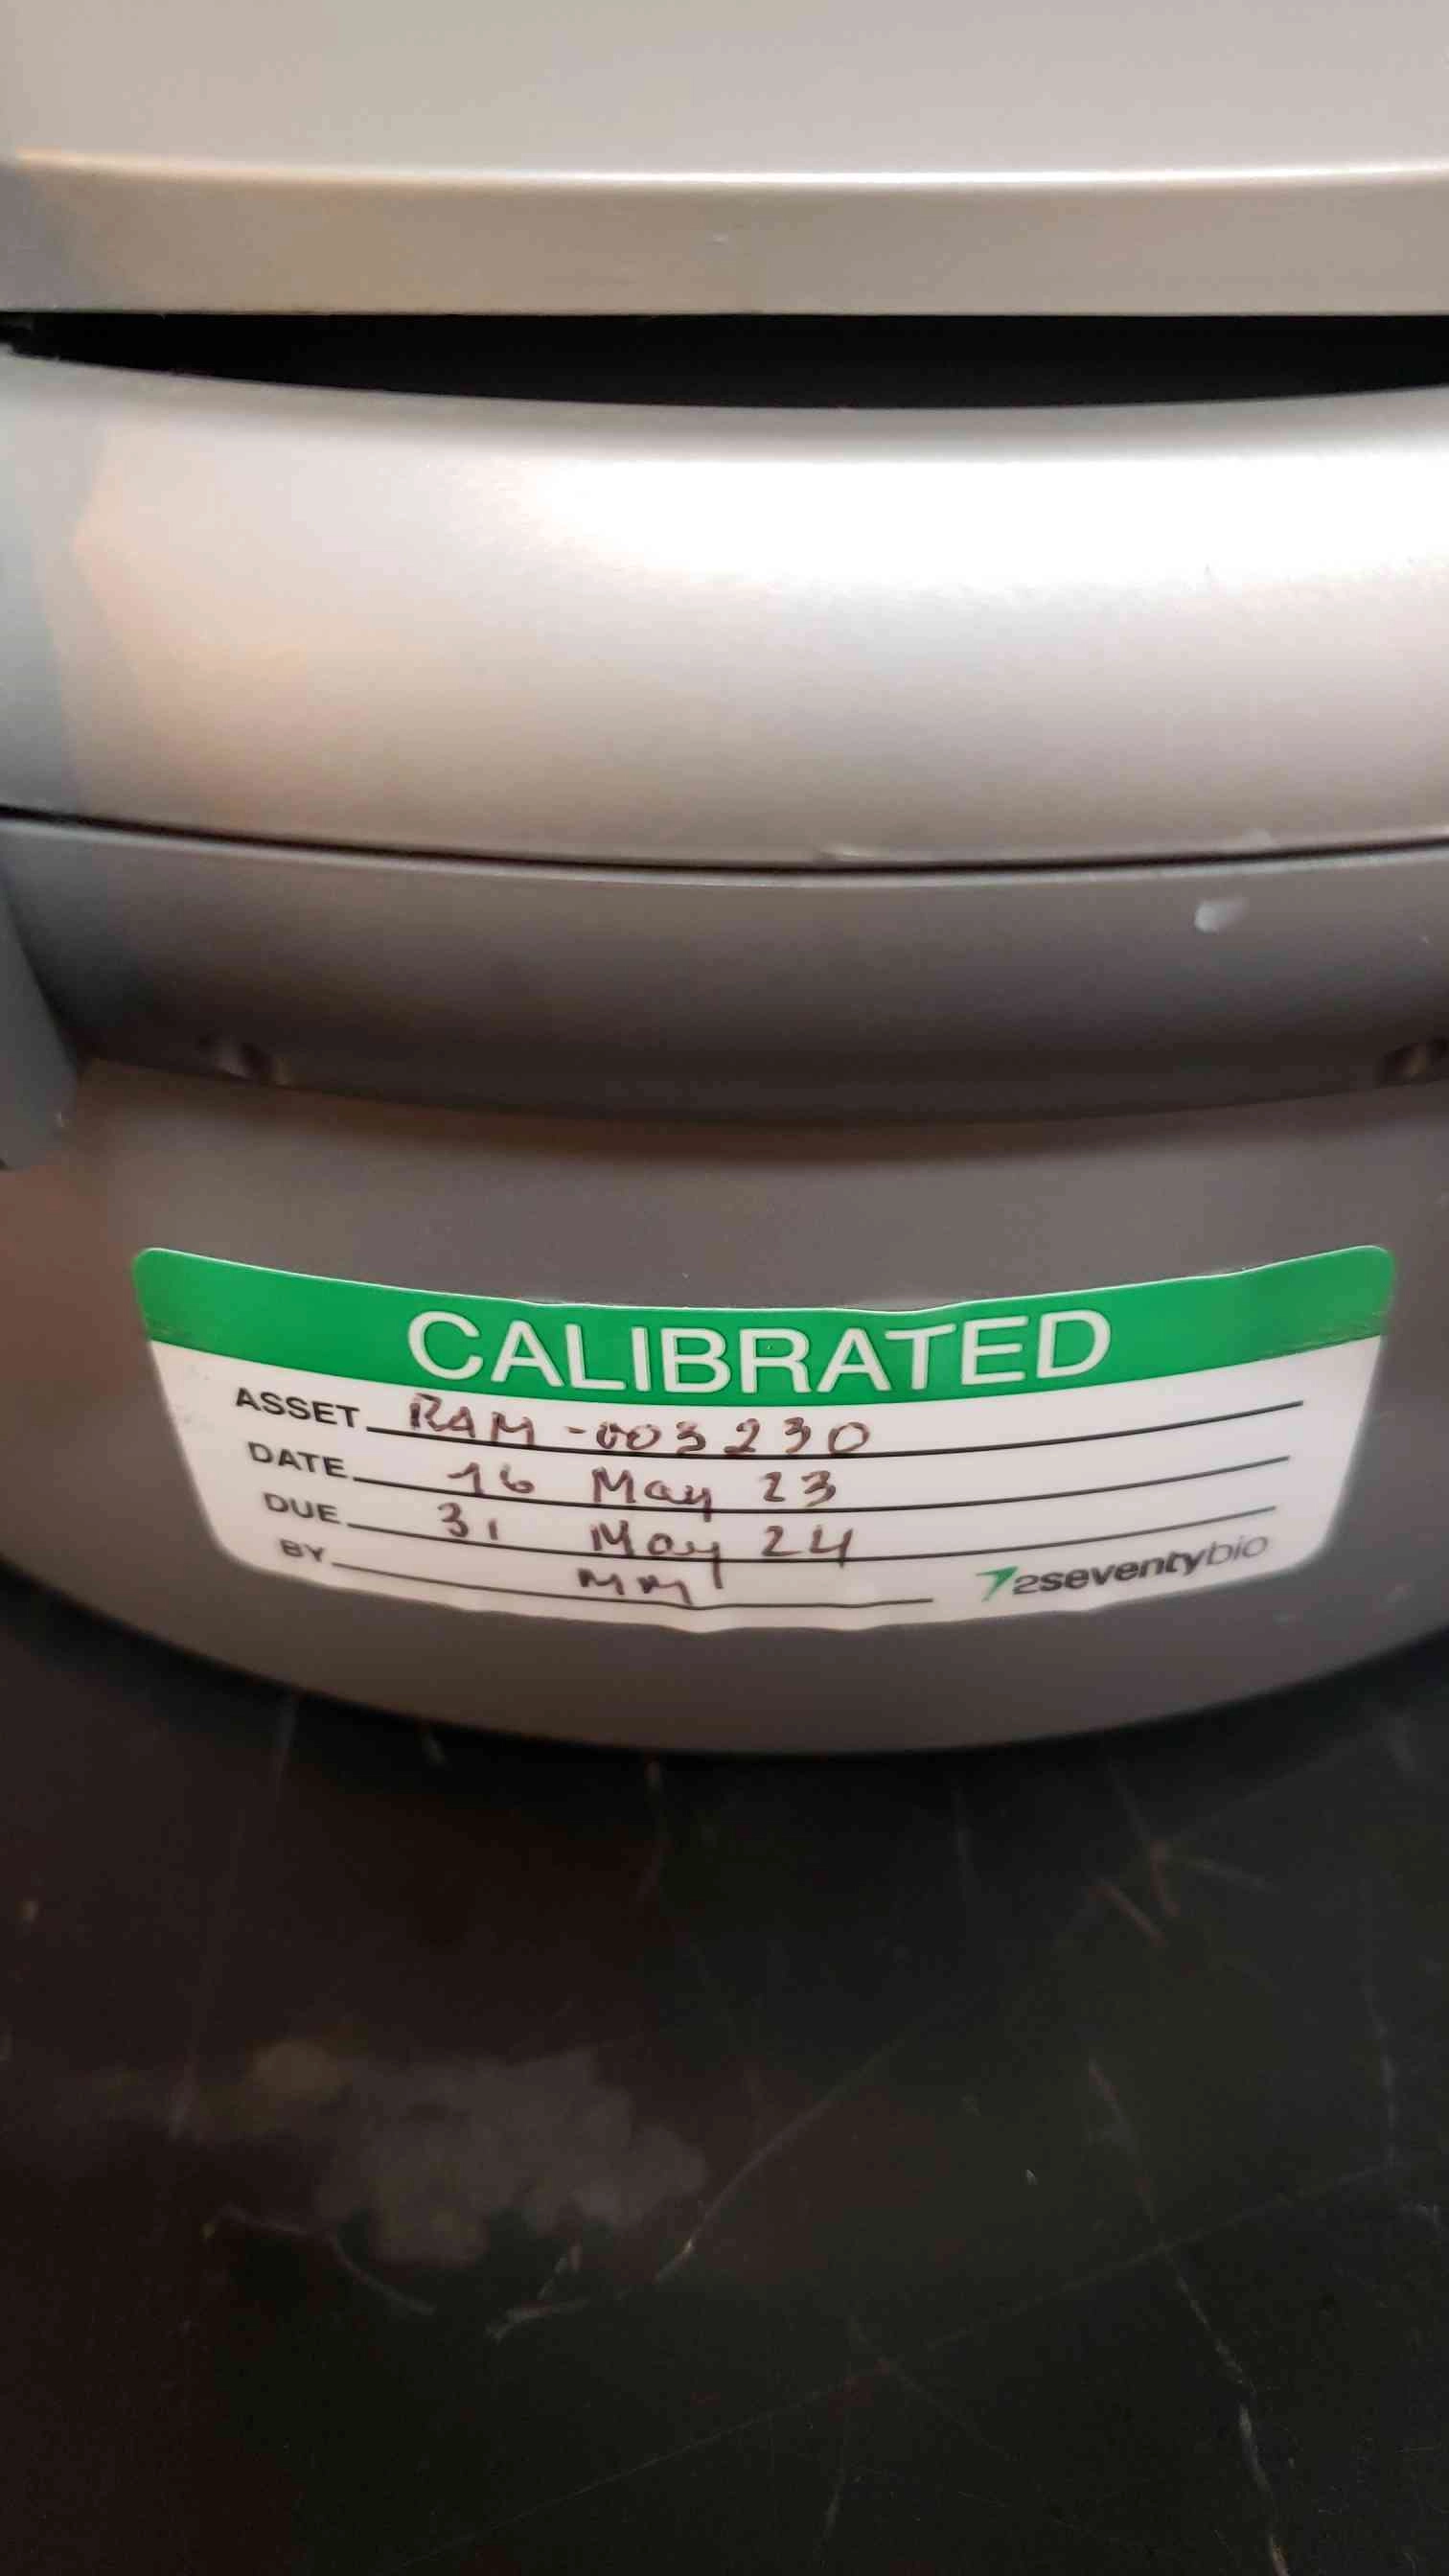 CALIBRATED
ASSET RAM-003230
DATE 16 May 23
DUE 31 May 24
BY MM
2seventybio